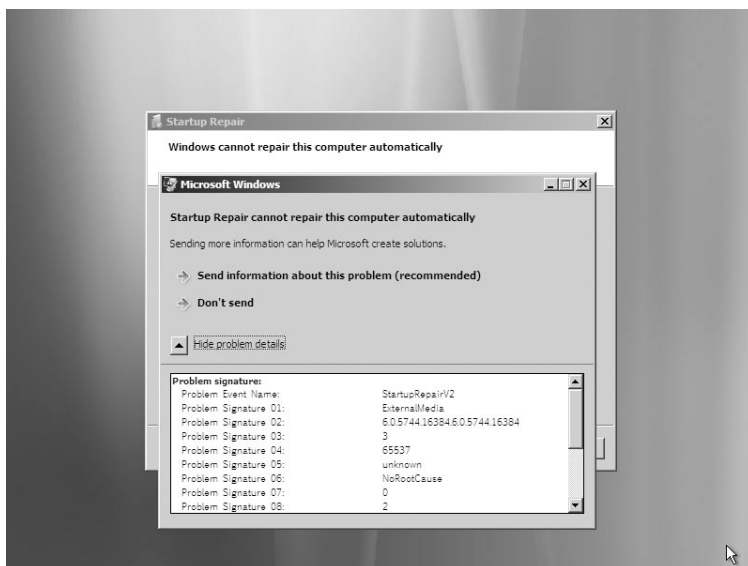 Startup Repair
Windows cannot repair this computer automatically
Microsoft Windows
Startup Repair cannot repair this computer automatically
Sending more information can help Microsoft create solutions.
Send information about this problem (recommended)
Don't send
Hide problem details
Problem signature:
Problem Event Name: StartupRepairV2
Problem Signature 01: ExternalMedia
Problem Signature 02: 6.0.5744.16384.6.0.5744.16384
Problem Signature 03: 3
Problem Signature 04: 65537
Problem Signature 05: unknown
Problem Signature 06: NoRootCause
Problem Signature 07: 0
Problem Signature 08: 2